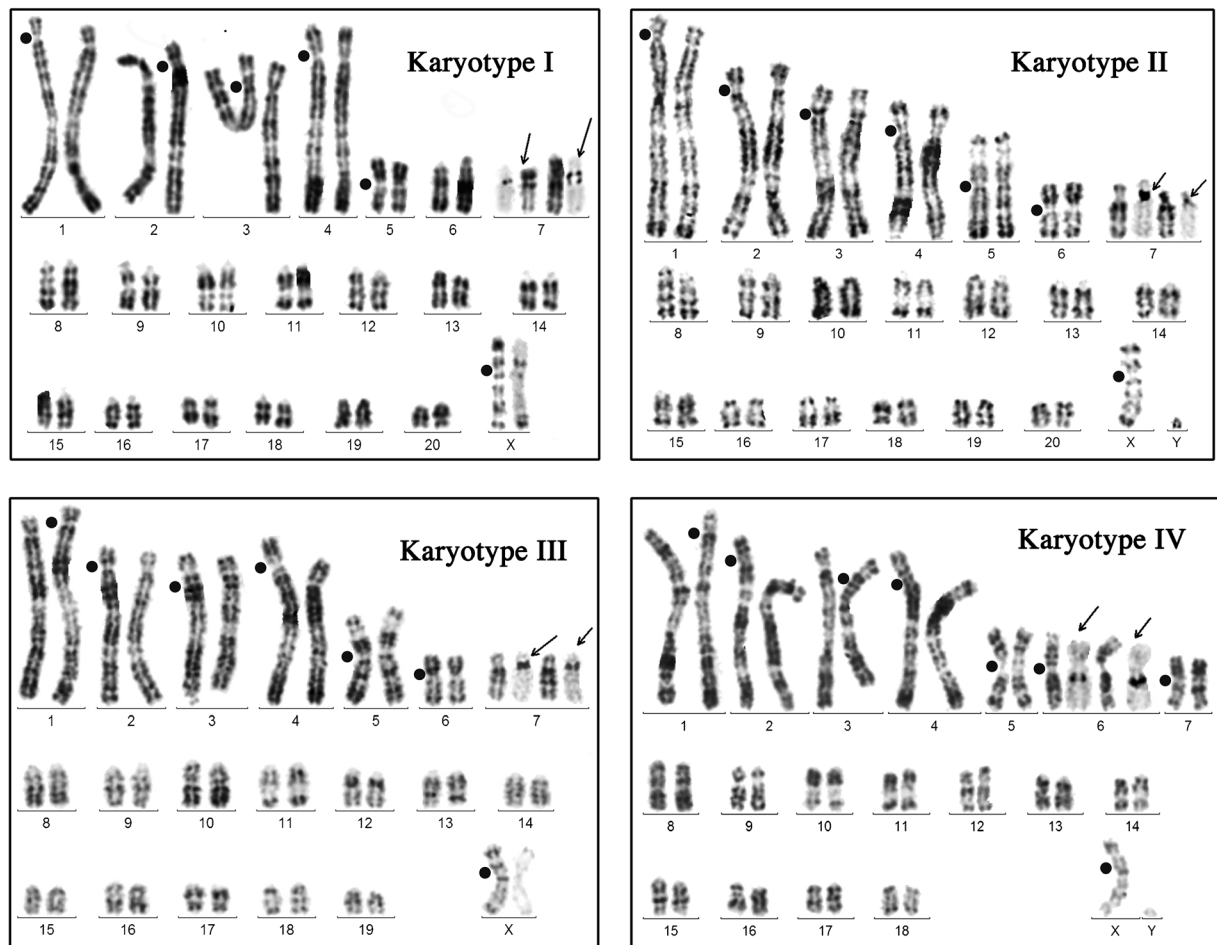 Karyotype I
1 2 3 4 5 6 7
8 9 10 11 12 13 14
15 16 17 18 19 20 X
Karyotype II
1 2 3 4 5 6 7
8 9 10 11 12 13 14
15 16 17 18 19 20 X Y
Karyotype III
1 2 3 4 5 6 7
8 9 10 11 12 13 14
15 16 17 18 19 X
Karyotype IV
1 2 3 4 5 6 7
8 9 10 11 12 13 14
15 16 17 18 X Y